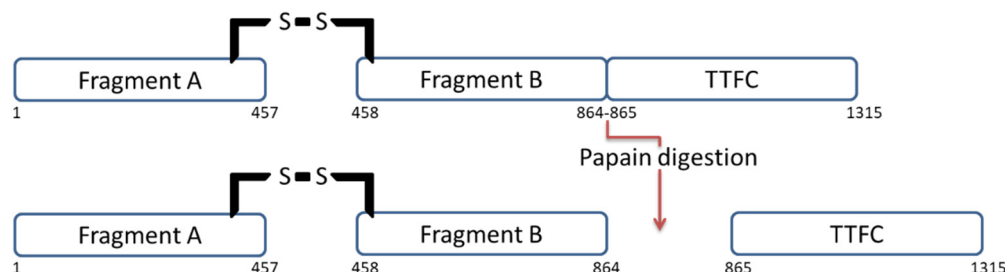 S-S
Fragment A Fragment B TTFC
1 457 458 864-865 1315
Papain digestion
S-S
Fragment A Fragment B TTFC
1 457 458 864 865 1315